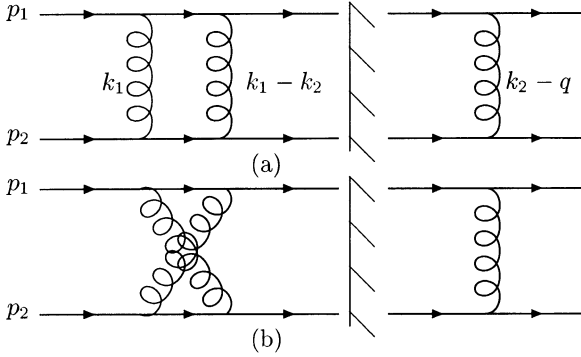 p₁
k₁ k₁ − k₂ k₂ − q
p₂
(a)
p₁
p₂
(b)